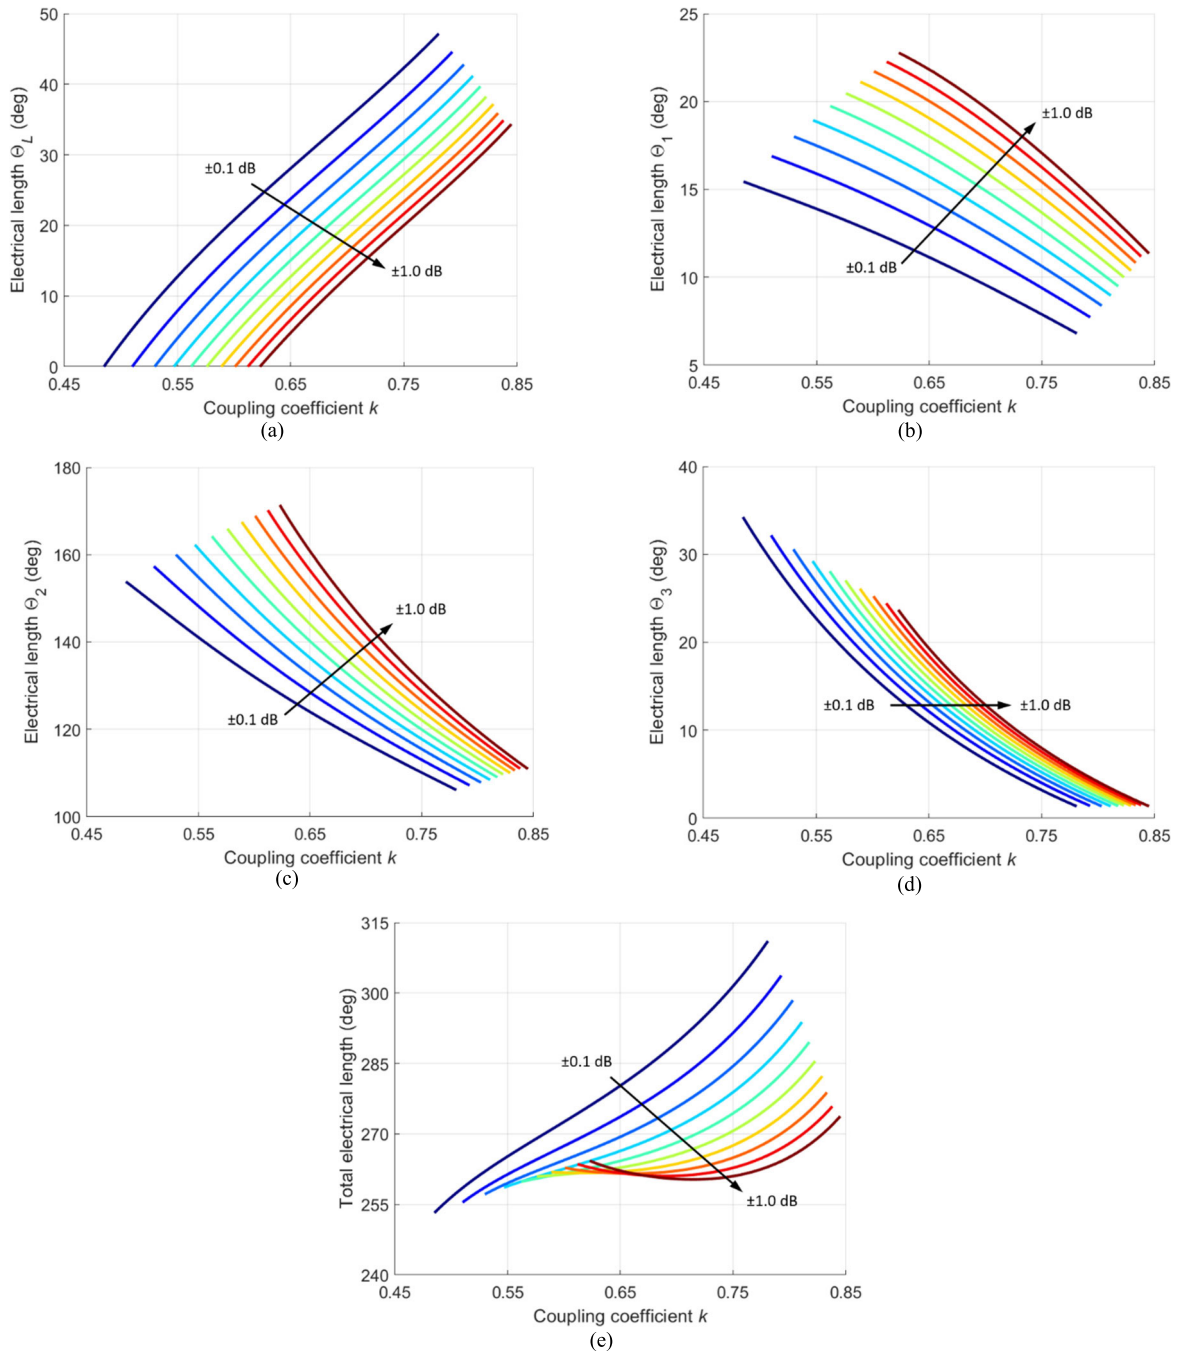 50
40
30
20
10
0
0.45
0.55
0.65
0.75
0.85
Electrical length Θ_L (deg)
Coupling coefficient k
±0.1 dB
±1.0 dB
(a)
25
20
15
10
5
0.45
0.55
0.65
0.75
0.85
Electrical length Θ_1 (deg)
Coupling coefficient k
±1.0 dB
±0.1 dB
(b)
180
160
140
120
100
0.45
0.55
0.65
0.75
0.85
Electrical length Θ_2 (deg)
Coupling coefficient k
±1.0 dB
±0.1 dB
(c)
40
30
20
10
0
0.45
0.55
0.65
0.75
0.85
Electrical length Θ_3 (deg)
Coupling coefficient k
±0.1 dB
±1.0 dB
(d)
315
300
285
270
255
240
0.45
0.55
0.65
0.75
0.85
Total electrical length (deg)
Coupling coefficient k
±0.1 dB
±1.0 dB
(e)